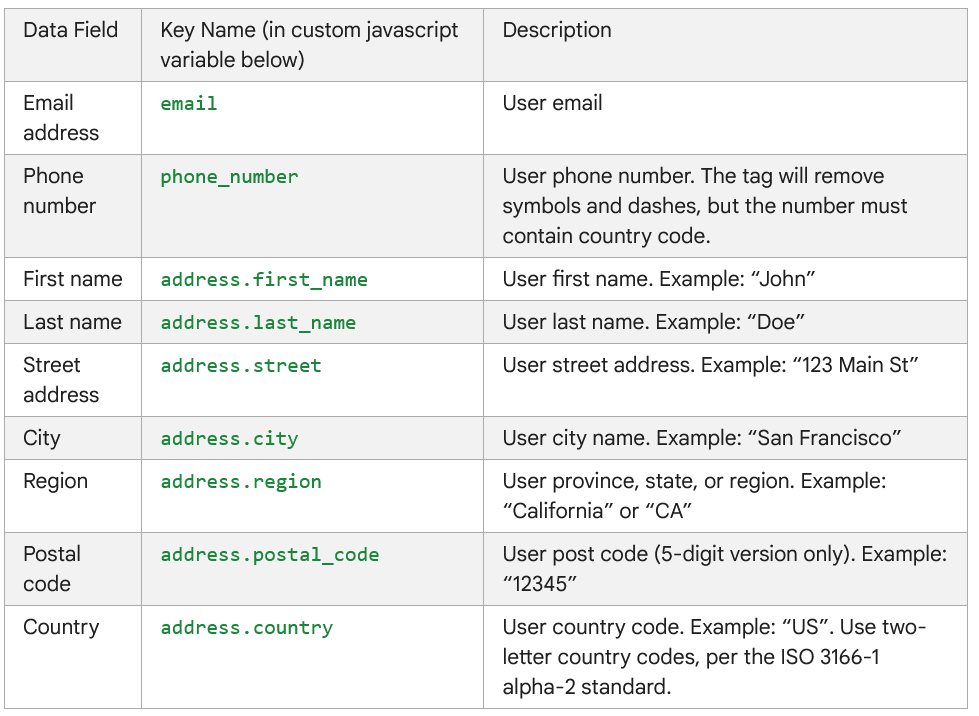 Data Field
Key Name (in custom javascript
variable below)
Description
Email
address
email
User email
Phone
number
phone_number
User phone number. The tag will remove
symbols and dashes, but the number must
contain country code.
First name
address.first_name
User first name. Example: “John”
Last name
address.last_name
User last name. Example: “Doe”
Street
address
address.street
User street address. Example: “123 Main St”
City
address.city
User city name. Example: “San Francisco”
Region
address.region
User province, state, or region. Example:
“California” or “CA”
Postal
code
address.postal_code
User post code (5-digit version only). Example:
“12345”
Country
address.country
User country code. Example: “US”. Use two-
letter country codes, per the ISO 3166-1
alpha-2 standard.